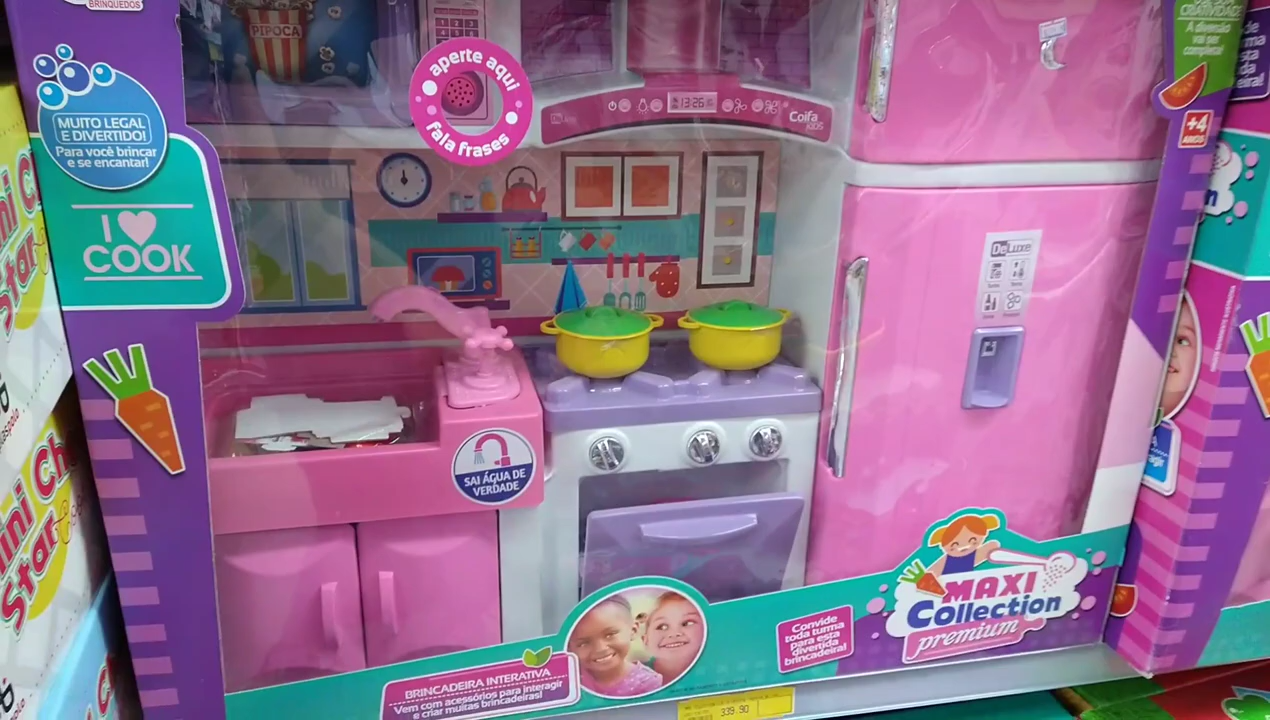 BRINQUEDOS
PIPOCA
aperte aqui
fala frases
13:26
Coifa
KIDS
CRIATIVIDADE
A diversão
vai ser
completa!
+4
ANOS
MUITO LEGAL
E DIVERTIDO!
Para você brincar
e se encantar!
I
COOK
DeLuxe
SAI ÁGUA DE
VERDADE
MAXI
Collection
premium
Convide
toda turma
para esta
divertida
brincadeira!
BRINCADEIRA INTERATIVA
Vem com acessórios para interagir
e criar muitas brincadeiras!
339.90
Star
Star